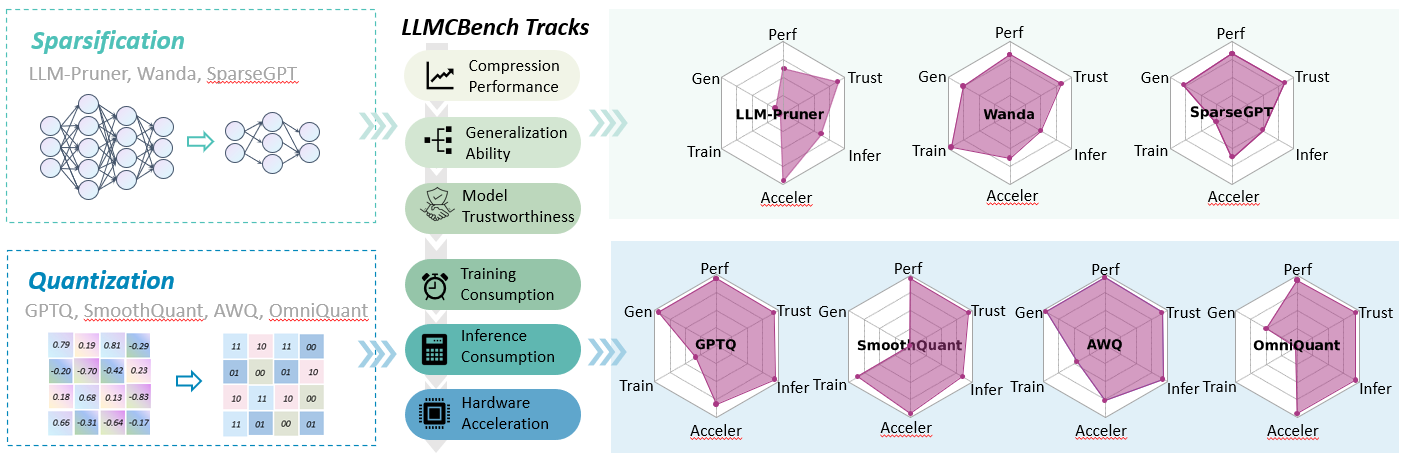 Sparsification
LLM-Pruner, Wanda, SparseGPT
Quantization
GPTQ, SmoothQuant, AWQ, OmniQuant
0.79 0.19 0.81 -0.29
-0.20 -0.70 -0.42 0.23
0.18 0.68 0.13 -0.83
0.66 -0.31 -0.64 -0.17
11 10 11 00
01 00 01 10
10 11 10 00
11 01 00 01
LLMCBench Tracks
Compression
Performance
Generalization
Ability
Model
Trustworthiness
Training
Consumption
Inference
Consumption
Hardware
Acceleration
Perf
Gen Trust
LLM-Pruner
Train Infer
Acceler
Perf
Gen Trust
Wanda
Train Infer
Acceler
Perf
Gen Trust
SparseGPT
Train Infer
Acceler
Perf
Gen Trust
GPTQ
Train Infer
Acceler
Perf
Gen Trust
SmoothQuant
Train Infer
Acceler
Perf
Gen Trust
AWQ
Train Infer
Acceler
Perf
Gen Trust
OmniQuant
Train Infer
Acceler